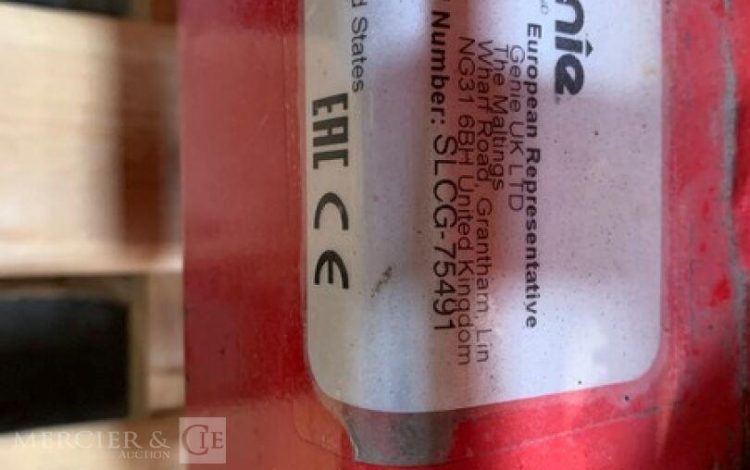 nie
European Representative
Genie UK LTD
The Maltings
Wharf Road, Grantham, Lin
NG31 6BH United Kingdom
Number: SLCG-75491
d States
EAC CE
MERCIER & CIE
AUCTION